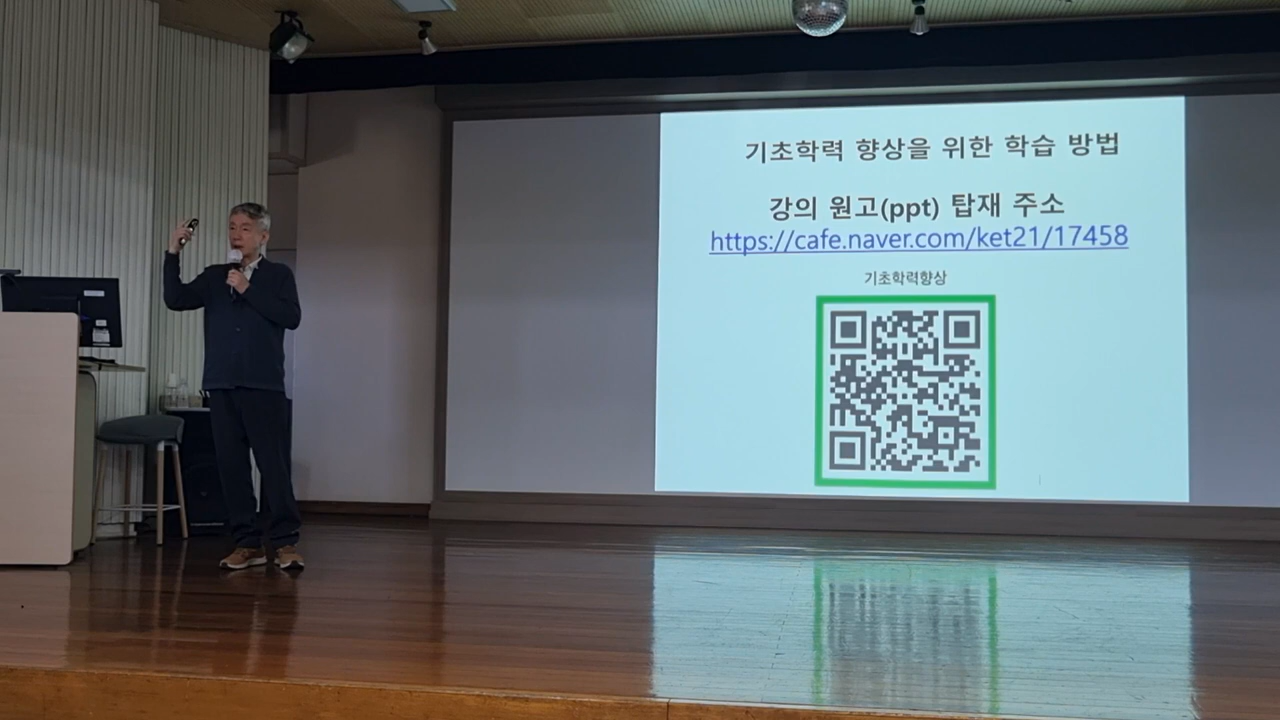 기초학력 향상을 위한 학습 방법
강의 원고(ppt) 탑재 주소
https://cafe.naver.com/ket21/17458
기초학력향상